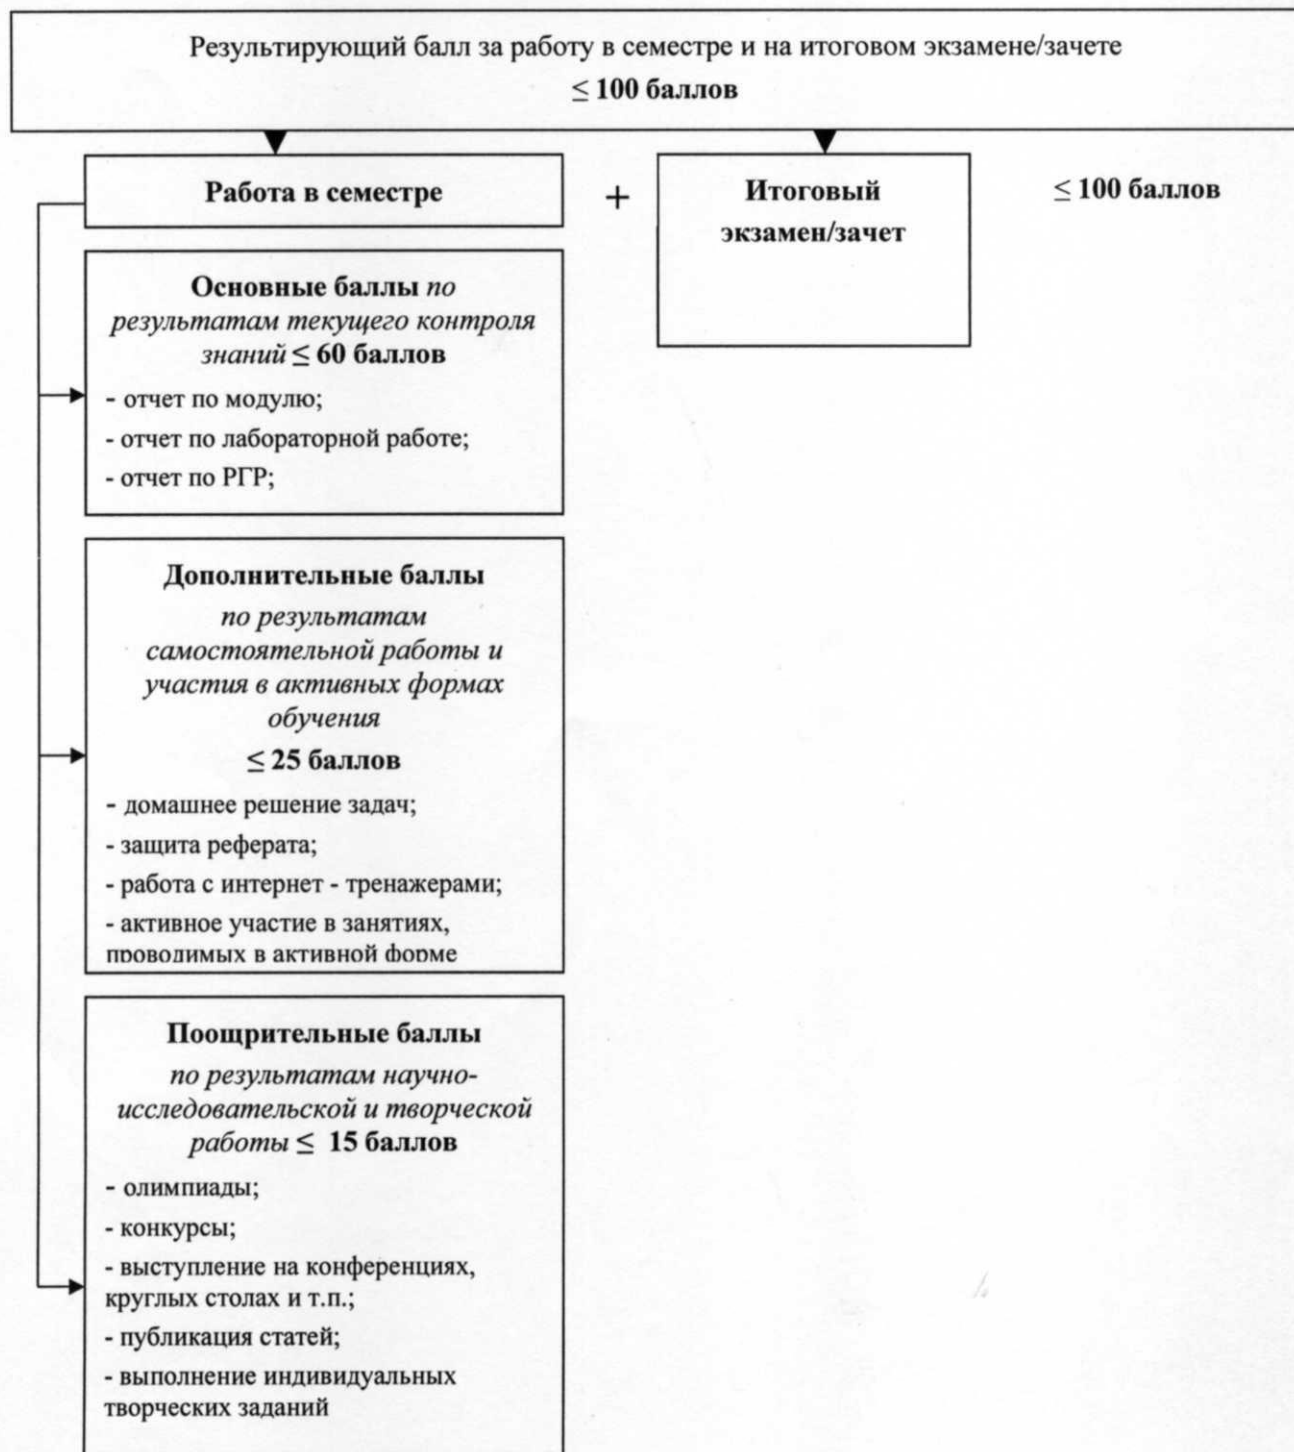 Результирующий балл за работу в семестре и на итоговом экзамене/зачете
≤ 100 баллов
Работа в семестре
+
Итоговый
экзамен/зачет
≤ 100 баллов
Основные баллы по
результатам текущего контроля
знаний ≤ 60 баллов
- отчет по модулю;
- отчет по лабораторной работе;
- отчет по РГР;
Дополнительные баллы
по результатам
самостоятельной работы и
участия в активных формах
обучения
≤ 25 баллов
- домашнее решение задач;
- защита реферата;
- работа с интернет - тренажерами;
- активное участие в занятиях,
проводимых в активной форме
Поощрительные баллы
по результатам научно-
исследовательской и творческой
работы ≤ 15 баллов
- олимпиады;
- конкурсы;
- выступление на конференциях,
круглых столах и т.п.;
- публикация статей;
- выполнение индивидуальных
творческих заданий